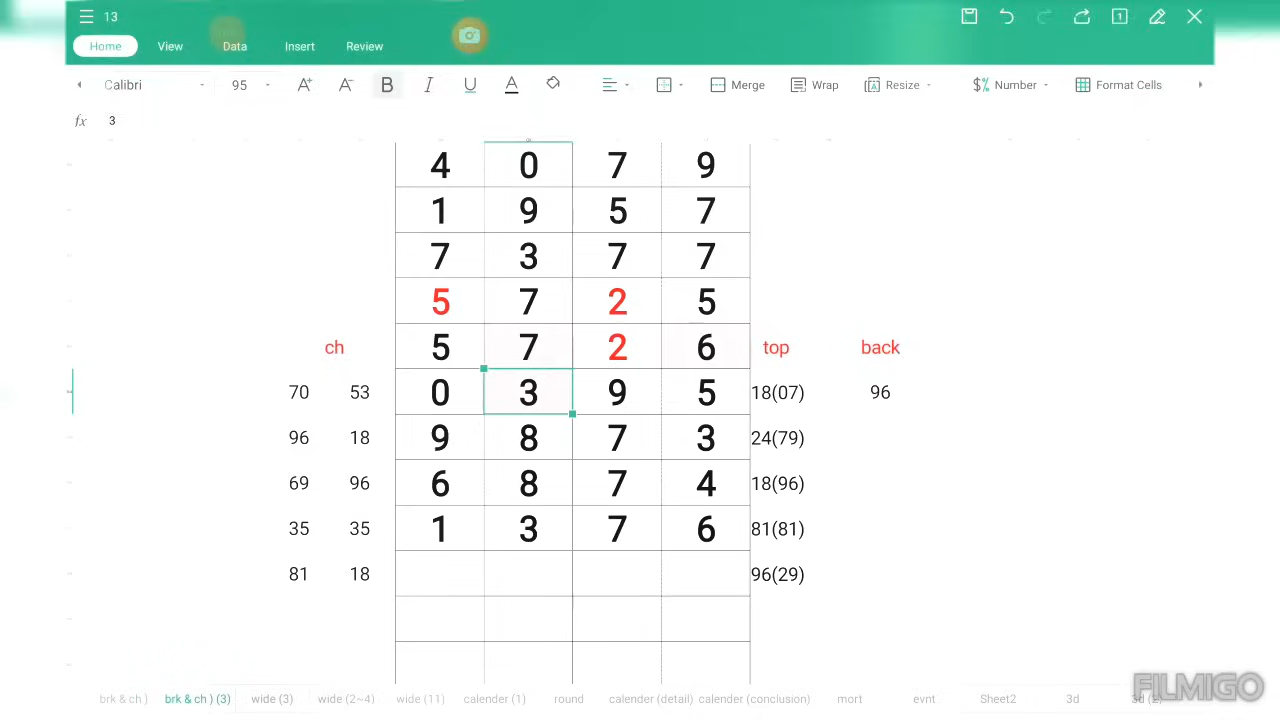 13
Home View Data Insert Review
Calibri 95 A+ A- B I U A Merge Wrap Resize $% Number Format Cells
fx 3
4 0 7 9
1 9 5 7
7 3 7 7
5 7 2 5
ch 5 7 2 6 top back
70 53 0 3 9 5 18(07) 96
96 18 9 8 7 3 24(79)
69 96 6 8 7 4 18(96)
35 35 1 3 7 6 81(81)
81 18 96(29)
brk & ch ) brk & ch ) (3) wide (3) wide (2~4) wide (11) calender (1) round calender (detail) calender (conclusion) mort evnt Sheet2 3d 3d (2)
FILMIGO